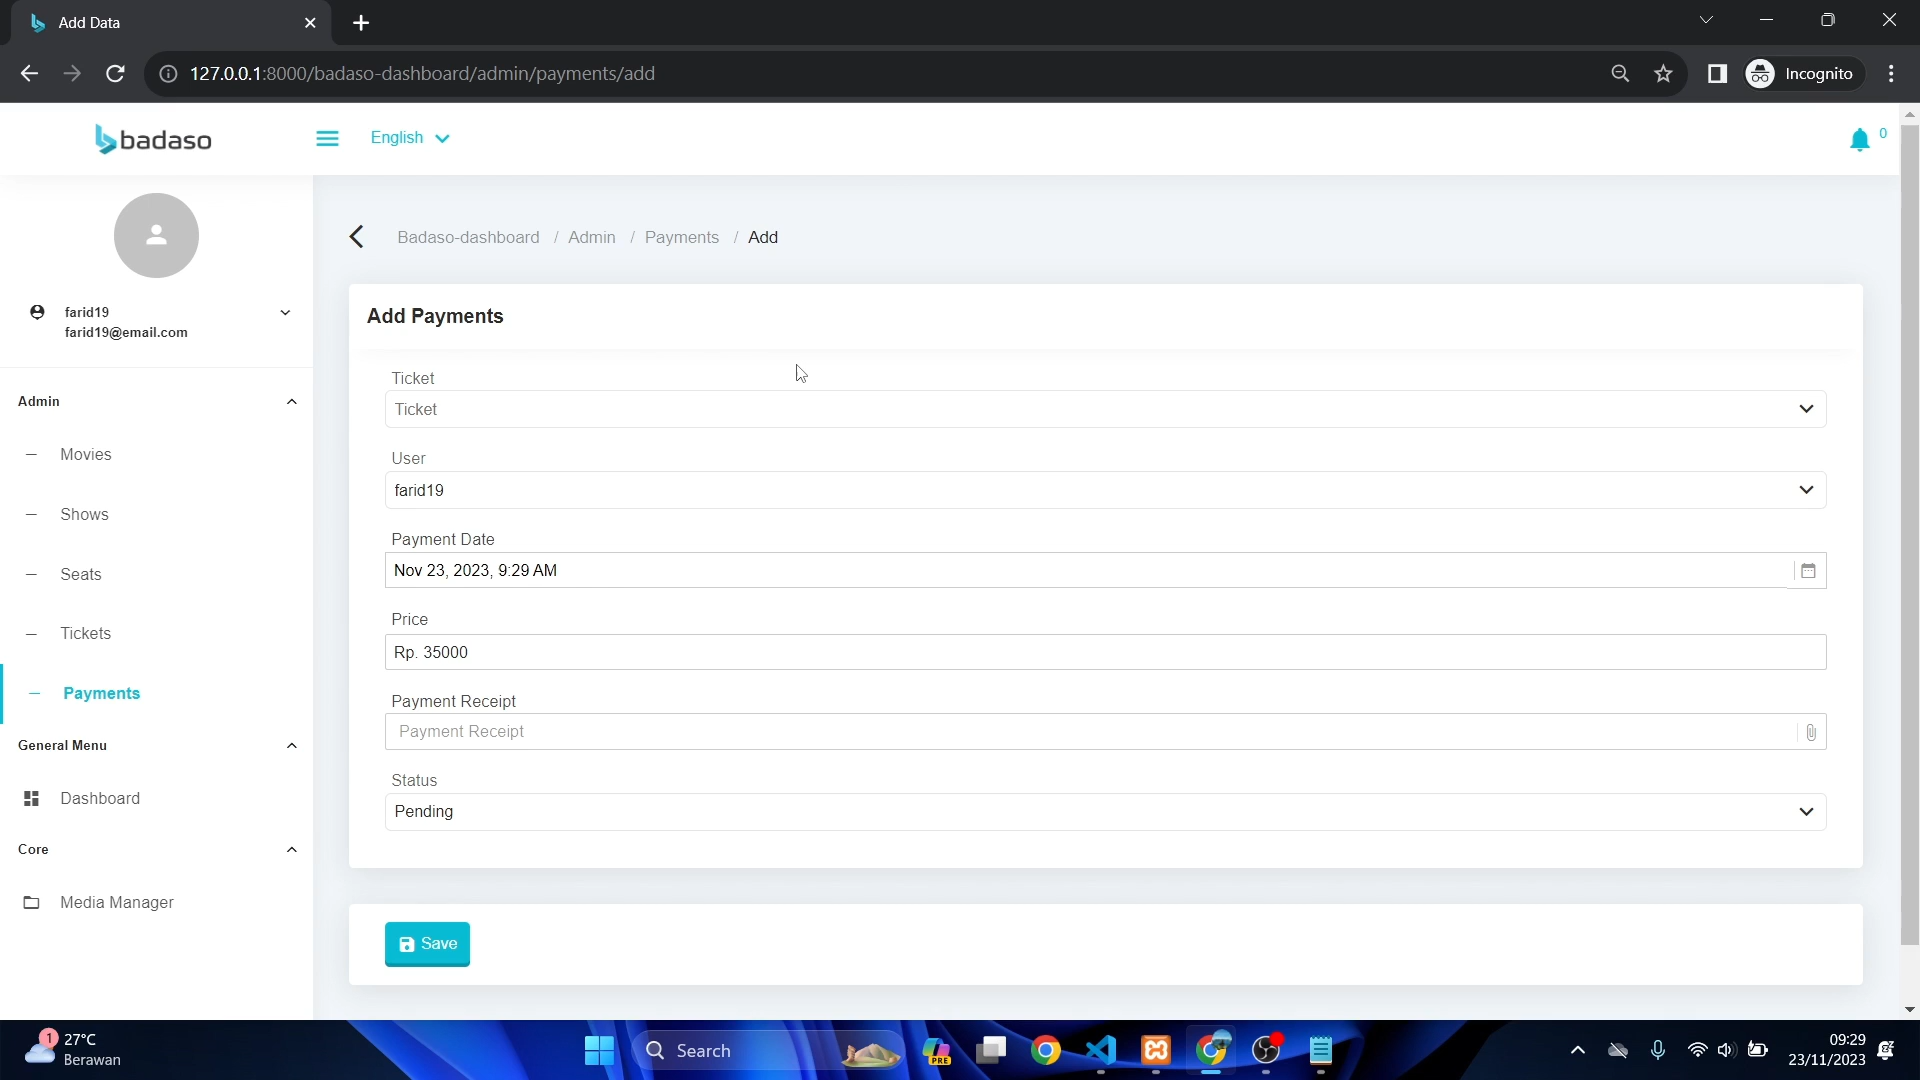 Add Data
127.0.0.1:8000/badaso-dashboard/admin/payments/add
Incognito
badaso
English
0
farid19
farid19@email.com
Admin
Movies
Shows
Seats
Tickets
Payments
General Menu
Dashboard
Core
Media Manager
Badaso-dashboard / Admin / Payments / Add
Add Payments
Ticket
Ticket
User
farid19
Payment Date
Nov 23, 2023, 9:29 AM
Price
Rp. 35000
Payment Receipt
Payment Receipt
Status
Pending
Save
1
27°C
Berawan
Search
PRE
09:29
23/11/2023